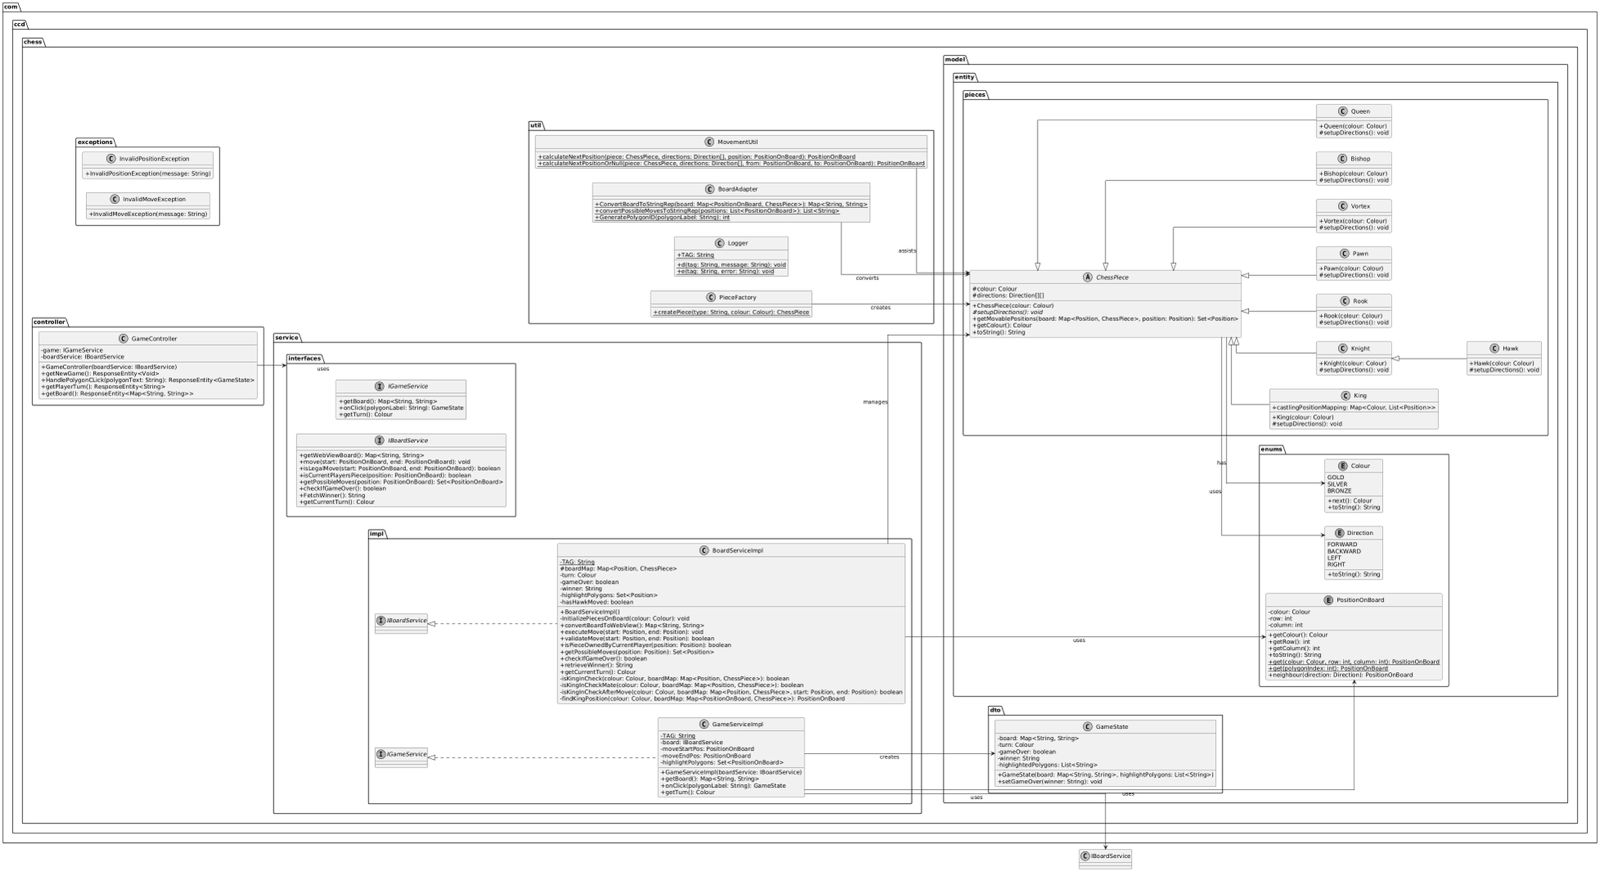 com
ccd
chess
exceptions
C InvalidPositionException
+InvalidPositionException(message: String)
C InvalidMoveException
+InvalidMoveException(message: String)
controller
C GameController
-game: IGameService
-boardService: IBoardService
+GameController(boardService: IBoardService)
+getNewGame(): ResponseEntity<Void>
+HandlePolygonCLick(polygonText: String): ResponseEntity<GameState>
+getPlayerTurn(): ResponseEntity<String>
+getBoard(): ResponseEntity<Map<String, String>>
util
C MovementUtil
+calculateNextPosition(piece: ChessPiece, directions: Direction[], position: PositionOnBoard): PositionOnBoard
+calculateNextPositionOrNull(piece: ChessPiece, directions: Direction[], from: PositionOnBoard, to: PositionOnBoard): PositionOnBoard
C BoardAdapter
+ConvertBoardToStringRep(board: Map<PositionOnBoard, ChessPiece>): Map<String, String>
+convertPossibleMovesToStringRep(positions: List<PositionOnBoard>): List<String>
+GeneratePolygonID(polygonLabel: String): int
C Logger
+TAG: String
+d(tag: String, message: String): void
+e(tag: String, error: String): void
C PieceFactory
+createPiece(type: String, colour: Colour): ChessPiece
assists
converts
creates
service
interfaces
uses
I IGameService
+getBoard(): Map<String, String>
+onClick(polygonLabel: String): GameState
+getTurn(): Colour
I IBoardService
+getWebViewBoard(): Map<String, String>
+move(start: PositionOnBoard, end: PositionOnBoard): void
+isLegalMove(start: PositionOnBoard, end: PositionOnBoard): boolean
+isCurrentPlayersPiece(position: PositionOnBoard): boolean
+getPossibleMoves(position: PositionOnBoard): Set<PositionOnBoard>
+checkIfGameOver(): boolean
+FetchWinner(): String
+getCurrentTurn(): Colour
manages
impl
I IBoardService
C BoardServiceImpl
-TAG: String
#boardMap: Map<Position, ChessPiece>
-turn: Colour
-gameOver: boolean
-winner: String
-highlightPolygons: Set<Position>
-hasHawkMoved: boolean
+BoardServiceImpl()
-InitializePiecesOnBoard(colour: Colour): void
+convertBoardToWebView(): Map<String, String>
+executeMove(start: Position, end: Position): void
+validateMove(start: Position, end: Position): boolean
+isPieceOwnedByCurrentPlayer(position: Position): boolean
+getPossibleMoves(position: Position): Set<Position>
+checkIfGameOver(): boolean
+retrieveWinner(): String
+getCurrentTurn(): Colour
-isKingInCheck(colour: Colour, boardMap: Map<Position, ChessPiece>): boolean
-isKingInCheckMate(colour: Colour, boardMap: Map<Position, ChessPiece>): boolean
-isKingInCheckAfterMove(colour: Colour, boardMap: Map<Position, ChessPiece>, start: Position, end: Position): boolean
-findKingPosition(colour: Colour, boardMap: Map<PositionOnBoard, ChessPiece>): PositionOnBoard
I IGameService
C GameServiceImpl
-TAG: String
-board: IBoardService
-moveStartPos: PositionOnBoard
-moveEndPos: PositionOnBoard
-highlightPolygons: Set<PositionOnBoard>
+GameServiceImpl(boardService: IBoardService)
+getBoard(): Map<String, String>
+onClick(polygonLabel: String): GameState
+getTurn(): Colour
creates
uses
uses
uses
model
entity
pieces
C Queen
+Queen(colour: Colour)
#setupDirections(): void
C Bishop
+Bishop(colour: Colour)
#setupDirections(): void
C Vortex
+Vortex(colour: Colour)
#setupDirections(): void
C Pawn
+Pawn(colour: Colour)
#setupDirections(): void
C Rook
+Rook(colour: Colour)
#setupDirections(): void
C Knight
+Knight(colour: Colour)
#setupDirections(): void
C Hawk
+Hawk(colour: Colour)
#setupDirections(): void
C King
+castlingPositionMapping: Map<Colour, List<Position>>
+King(colour: Colour)
#setupDirections(): void
A ChessPiece
#colour: Colour
#directions: Direction[][]
+ChessPiece(colour: Colour)
#setupDirections(): void
+getMovablePositions(board: Map<Position, ChessPiece>, position: Position): Set<Position>
+getColour(): Colour
+toString(): String
has
uses
enums
E Colour
GOLD
SILVER
BRONZE
+next(): Colour
+toString(): String
E Direction
FORWARD
BACKWARD
LEFT
RIGHT
+toString(): String
E PositionOnBoard
-colour: Colour
-row: int
-column: int
+getColour(): Colour
+getRow(): int
+getColumn(): int
+toString(): String
+get(colour: Colour, row: int, column: int): PositionOnBoard
+get(polygonIndex: int): PositionOnBoard
+neighbour(direction: Direction): PositionOnBoard
dto
C GameState
-board: Map<String, String>
-turn: Colour
-gameOver: boolean
-winner: String
-highlightedPolygons: List<String>
+GameState(board: Map<String, String>, highlightPolygons: List<String>)
+setGameOver(winner: String): void
C IBoardService